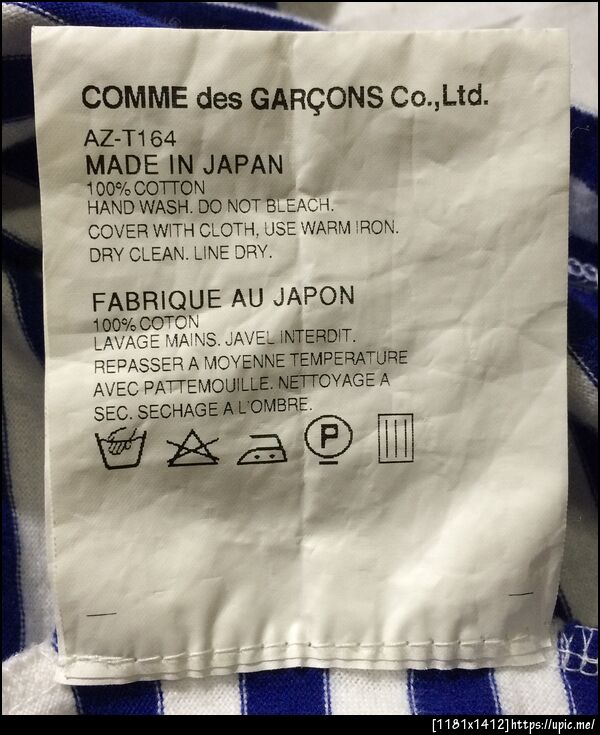 COMME des GARÇONS Co.,Ltd.
AZ-T164
MADE IN JAPAN
100% COTTON
HAND WASH. DO NOT BLEACH.
COVER WITH CLOTH, USE WARM IRON.
DRY CLEAN. LINE DRY.
FABRIQUE AU JAPON
100% COTON
LAVAGE MAINS. JAVEL INTERDIT.
REPASSER A MOYENNE TEMPERATURE
AVEC PATTEMOUILLE. NETTOYAGE A
SEC. SECHAGE A L'OMBRE.
P
[1181x1412]https://upic.me/